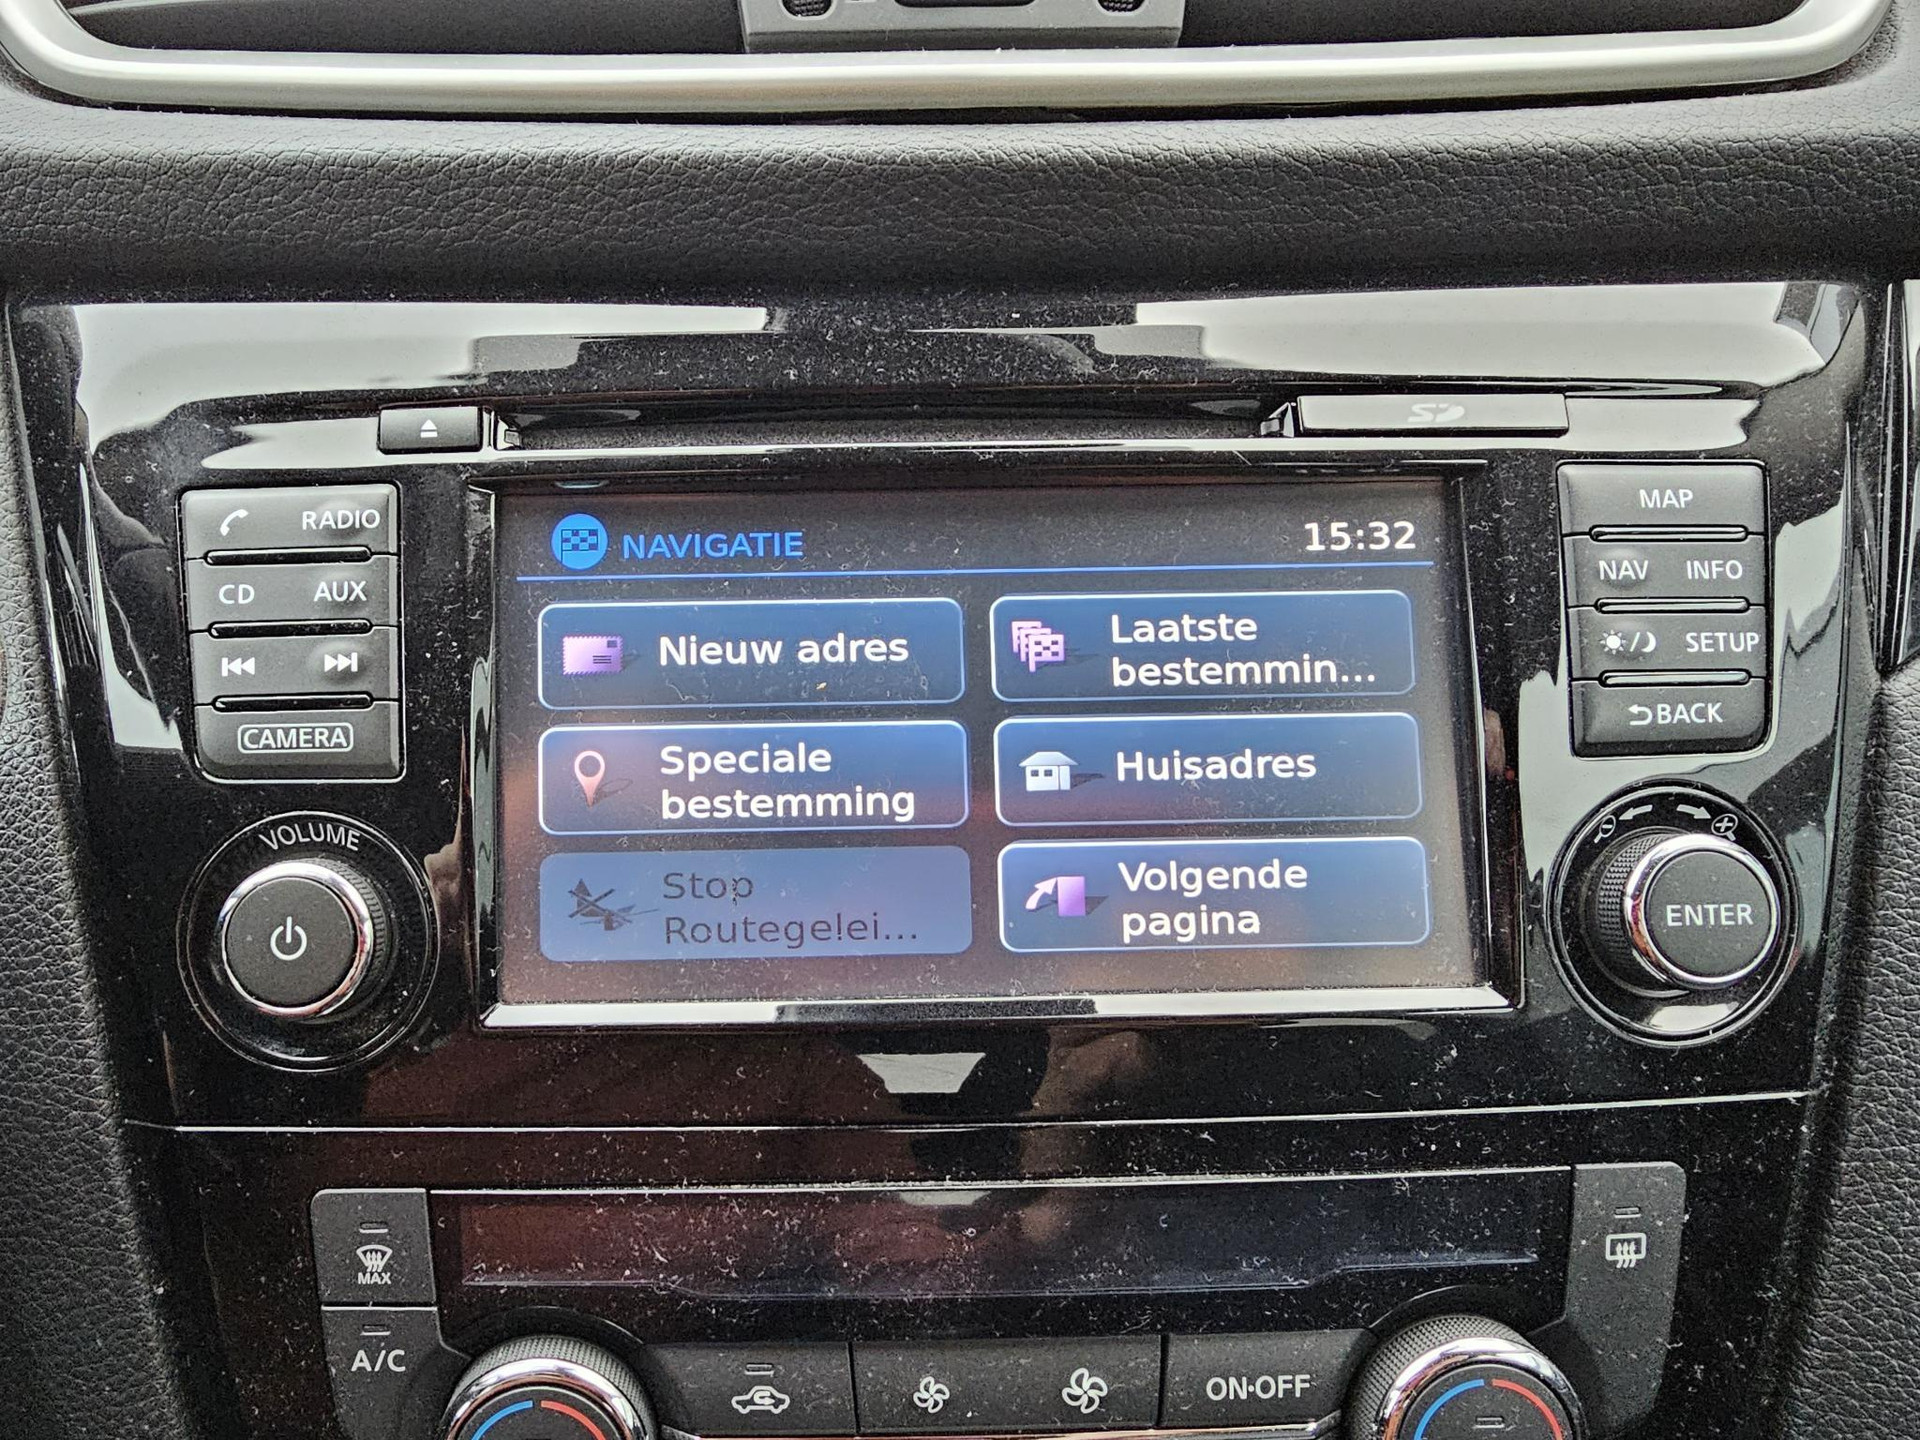 SD
RADIO
CD AUX
CAMERA
VOLUME
NAVIGATIE 15:32
Nieuw adres
Laatste
bestemmin...
Speciale
bestemming
Huisadres
Stop
Routegelei...
Volgende
pagina
MAP
NAV INFO
SETUP
BACK
ENTER
MAX
A/C
ON·OFF